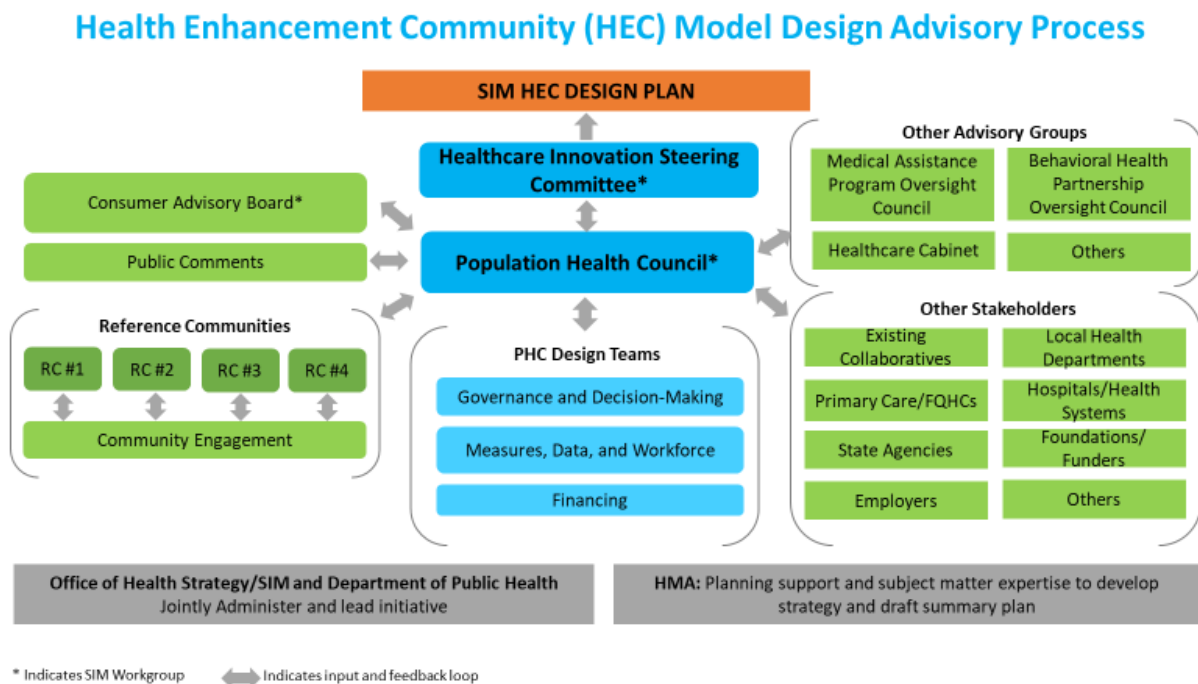 Health Enhancement Community (HEC) Model Design Advisory Process
SIM HEC DESIGN PLAN
Healthcare Innovation Steering
Committee*
Population Health Council*
Consumer Advisory Board*
Public Comments
Reference Communities
RC #1
RC #2
RC #3
RC #4
Community Engagement
PHC Design Teams
Governance and Decision-Making
Measures, Data, and Workforce
Financing
Other Advisory Groups
Medical Assistance
Program Oversight
Council
Behavioral Health
Partnership
Oversight Council
Healthcare Cabinet
Others
Other Stakeholders
Existing
Collaboratives
Local Health
Departments
Primary Care/FQHCs
Hospitals/Health
Systems
State Agencies
Foundations/
Funders
Employers
Others
Office of Health Strategy/SIM and Department of Public Health
Jointly Administer and lead initiative
HMA: Planning support and subject matter expertise to develop
strategy and draft summary plan
* Indicates SIM Workgroup
Indicates input and feedback loop